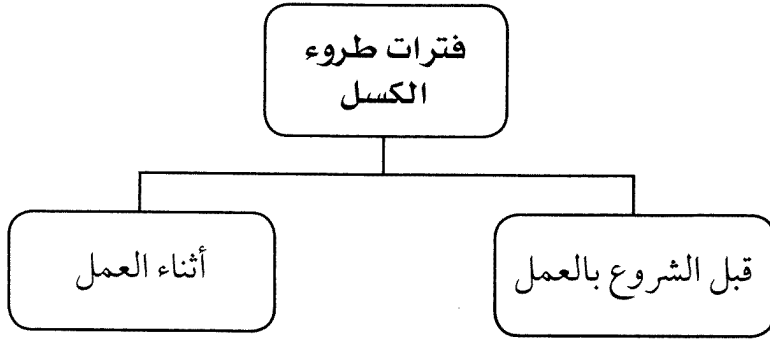 فترات طروء
الكسل
قبل الشروع بالعمل
أثناء العمل